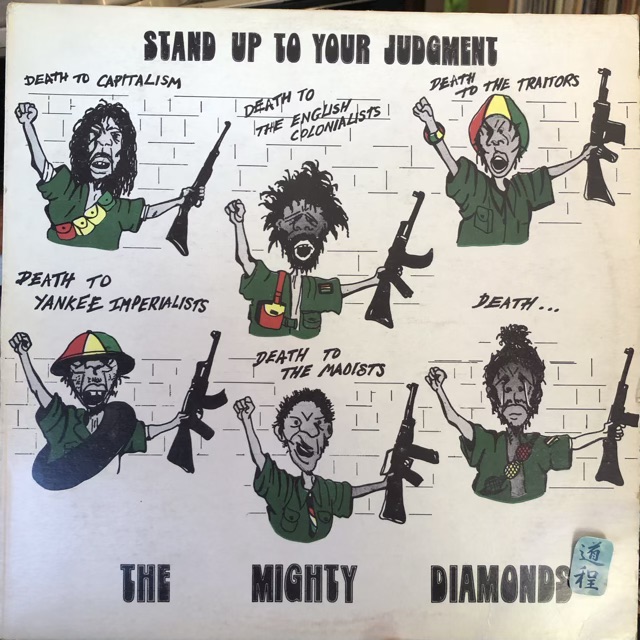 STAND UP TO YOUR JUDGMENT
DEATH TO CAPITALISM
DEATH TO
THE ENGLISH
COLONIALISTS
DEATH
TO THE TRAITORS
DEATH TO
YANKEE IMPERIALISTS
DEATH TO
THE MAOISTS
DEATH...
THE MIGHTY DIAMONDS
道
程